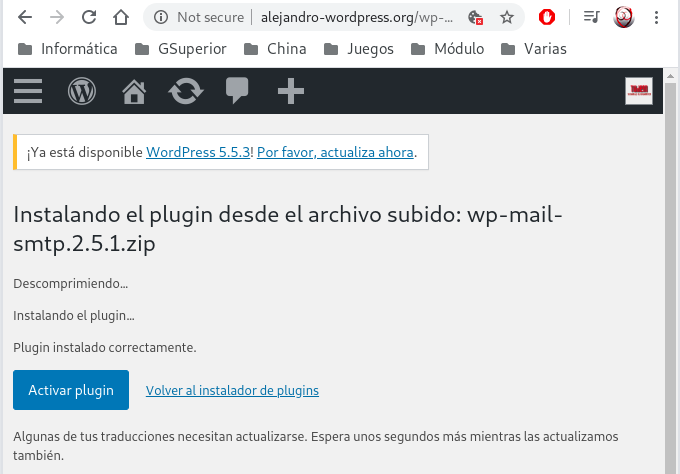 Not secure | alejandro-wordpress.org/wp-...
Informática GSuperior China Juegos Módulo Varias
¡Ya está disponible WordPress 5.5.3! Por favor, actualiza ahora.
Instalando el plugin desde el archivo subido: wp-mail-
smtp.2.5.1.zip
Descomprimiendo...
Instalando el plugin...
Plugin instalado correctamente.
Activar plugin Volver al instalador de plugins
Algunas de tus traducciones necesitan actualizarse. Espera unos segundos más mientras las actualizamos
también.